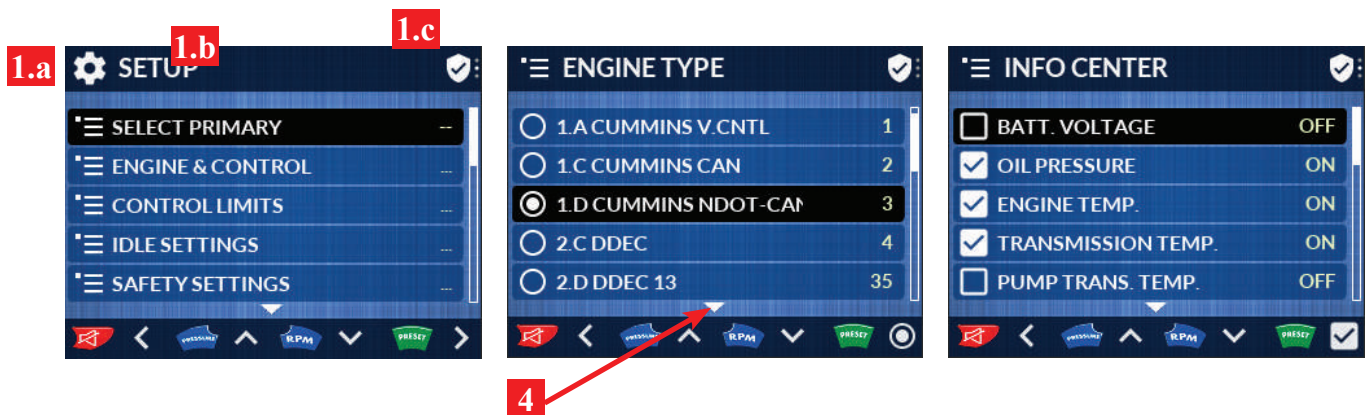 1.a
1.b
1.c
SETUP
SELECT PRIMARY --
ENGINE & CONTROL ...
CONTROL LIMITS ...
IDLE SETTINGS ...
SAFETY SETTINGS ...
PRESSURE RPM PRESET
ENGINE TYPE
1.A CUMMINS V.CNTL 1
1.C CUMMINS CAN 2
1.D CUMMINS NDOT-CAN 3
2.C DDEC 4
2.D DDEC 13 35
PRESSURE RPM PRESET
4
INFO CENTER
BATT. VOLTAGE OFF
OIL PRESSURE ON
ENGINE TEMP. ON
TRANSMISSION TEMP. ON
PUMP TRANS. TEMP. OFF
PRESSURE RPM PRESET